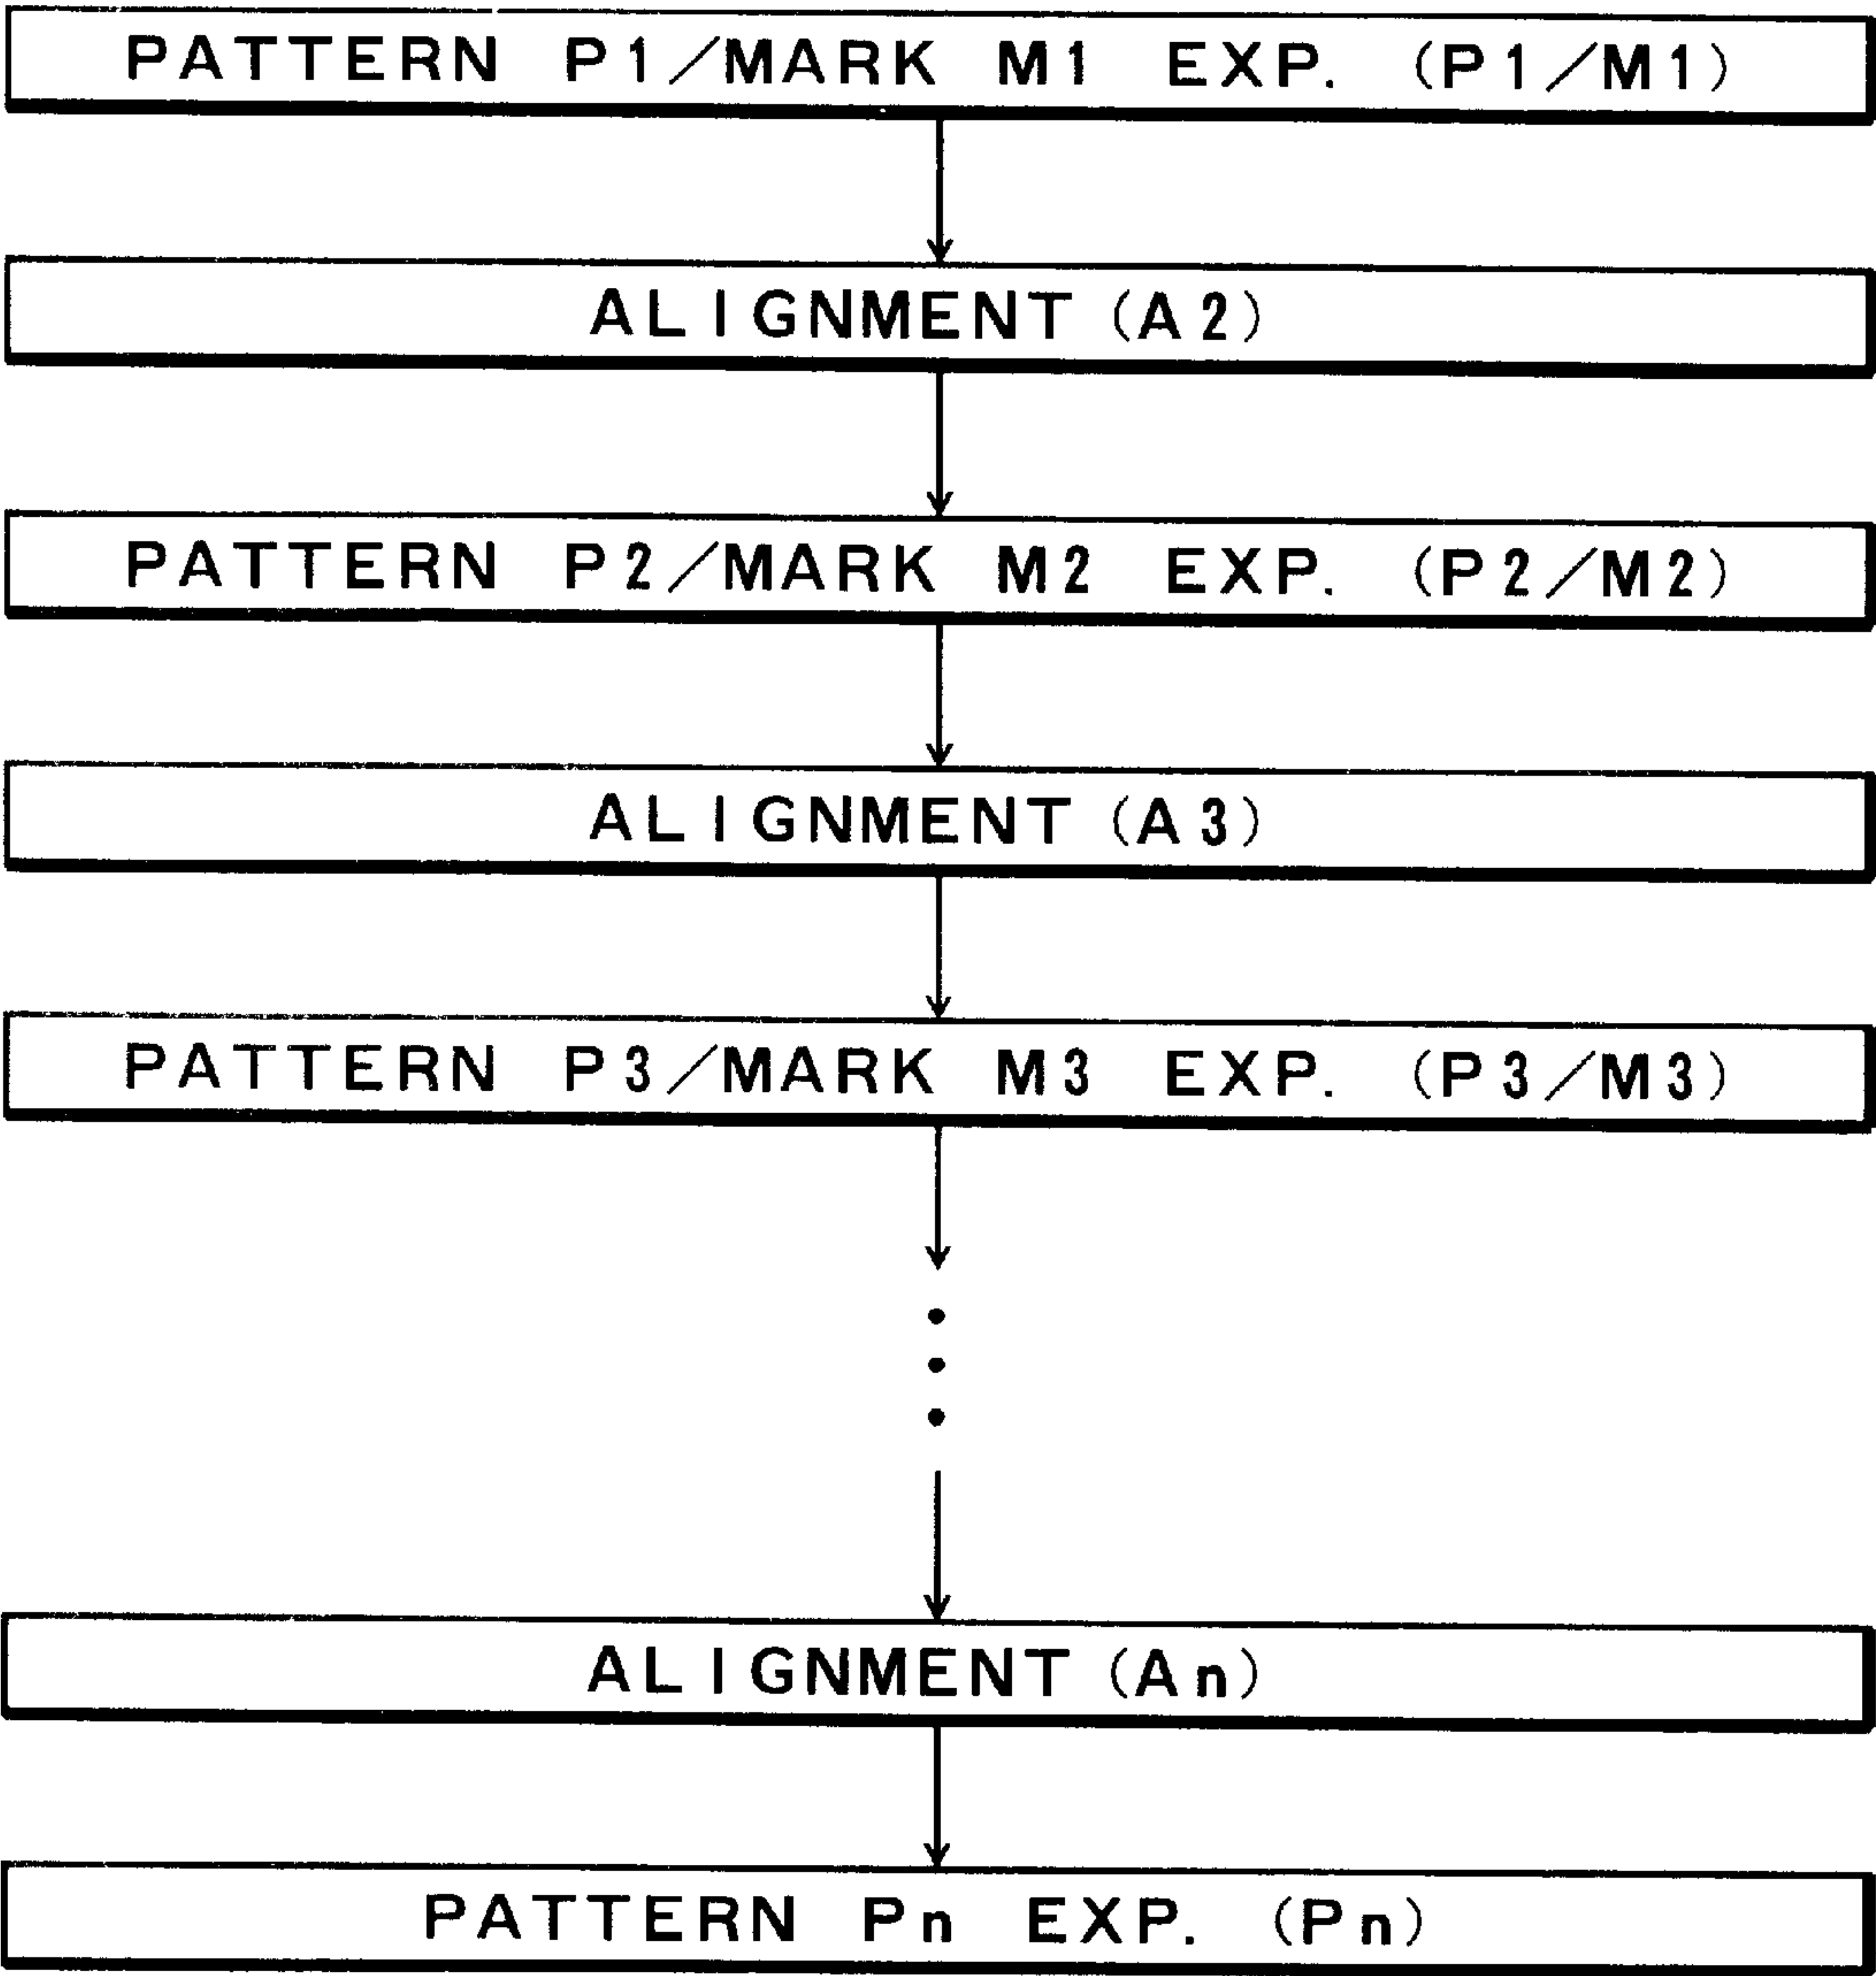 PATTERN P1/MARK M1 EXP. (P1/M1)
ALIGNMENT (A2)
PATTERN P2/MARK M2 EXP. (P2/M2)
ALIGNMENT (A3)
PATTERN P3/MARK M3 EXP. (P3/M3)
ALIGNMENT (An)
PATTERN Pn EXP. (Pn)